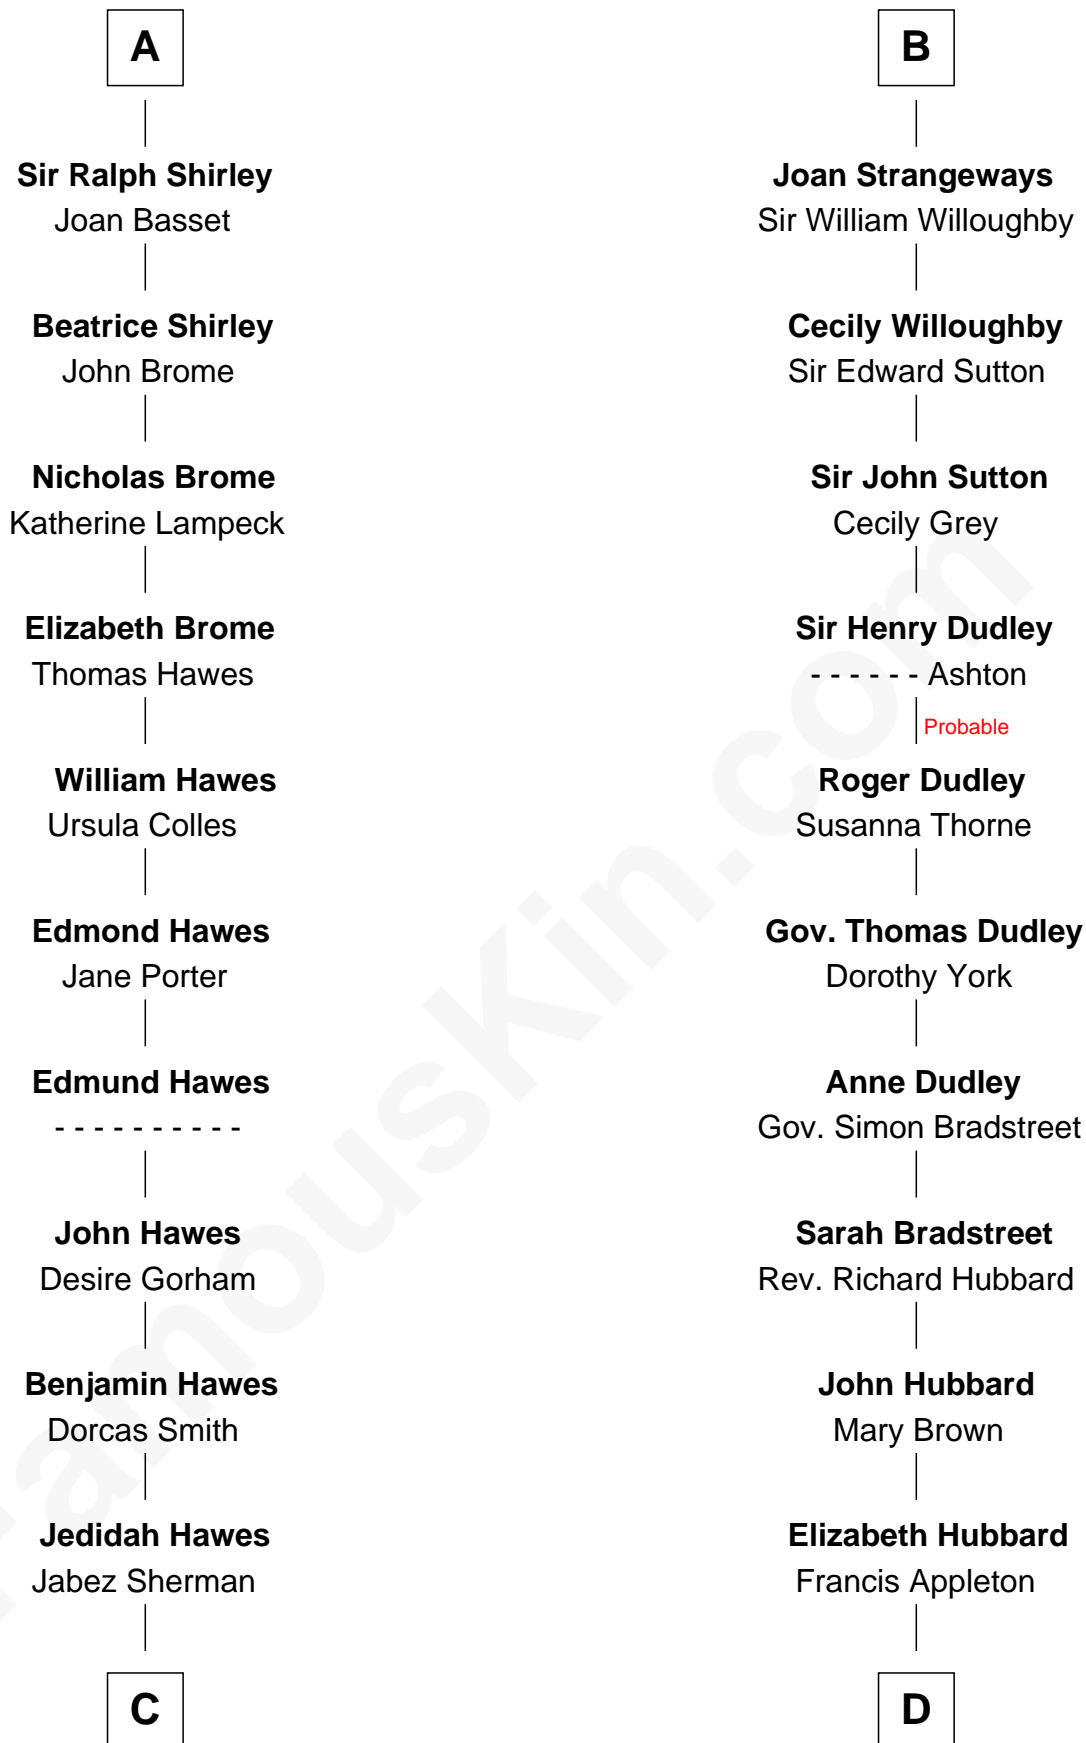 A
Sir Ralph Shirley
Joan Basset
Beatrice Shirley
John Brome
Nicholas Brome
Katherine Lampeck
Elizabeth Brome
Thomas Hawes
William Hawes
Ursula Colles
Edmond Hawes
Jane Porter
Edmund Hawes
- - - - - - - - - -
John Hawes
Desire Gorham
Benjamin Hawes
Dorcas Smith
Jedidah Hawes
Jabez Sherman
C
B
Joan Strangeways
Sir William Willoughby
Cecily Willoughby
Sir Edward Sutton
Sir John Sutton
Cecily Grey
Sir Henry Dudley
- - - - - - Ashton
Probable
Roger Dudley
Susanna Thorne
Gov. Thomas Dudley
Dorothy York
Anne Dudley
Gov. Simon Bradstreet
Sarah Bradstreet
Rev. Richard Hubbard
John Hubbard
Mary Brown
Elizabeth Hubbard
Francis Appleton
D
FamousKin.com